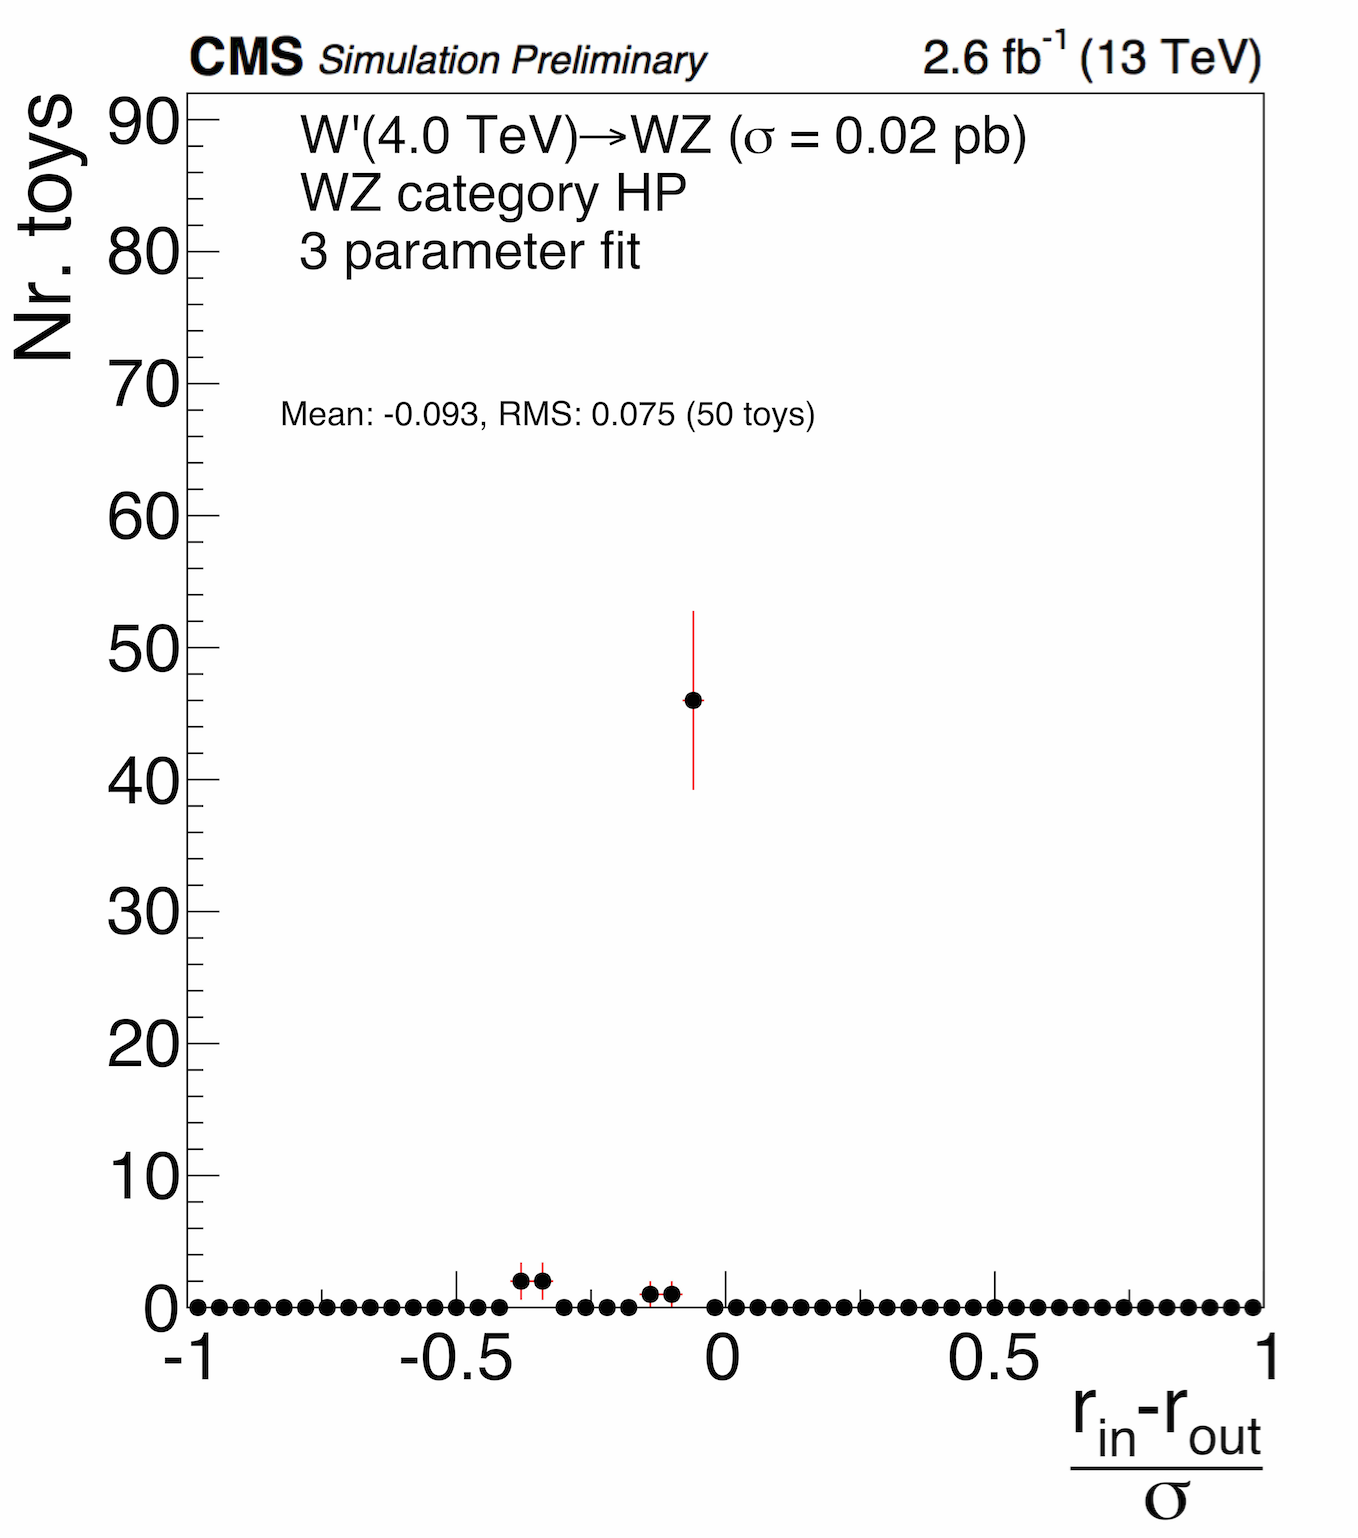 CMS Simulation Preliminary 2.6 fb⁻¹ (13 TeV)
Nr. toys
W'(4.0 TeV)→WZ (σ = 0.02 pb)
WZ category HP
3 parameter fit
Mean: -0.093, RMS: 0.075 (50 toys)
90
80
70
60
50
40
30
20
10
0
-1 -0.5 0 0.5 1
r_in-r_out
σ